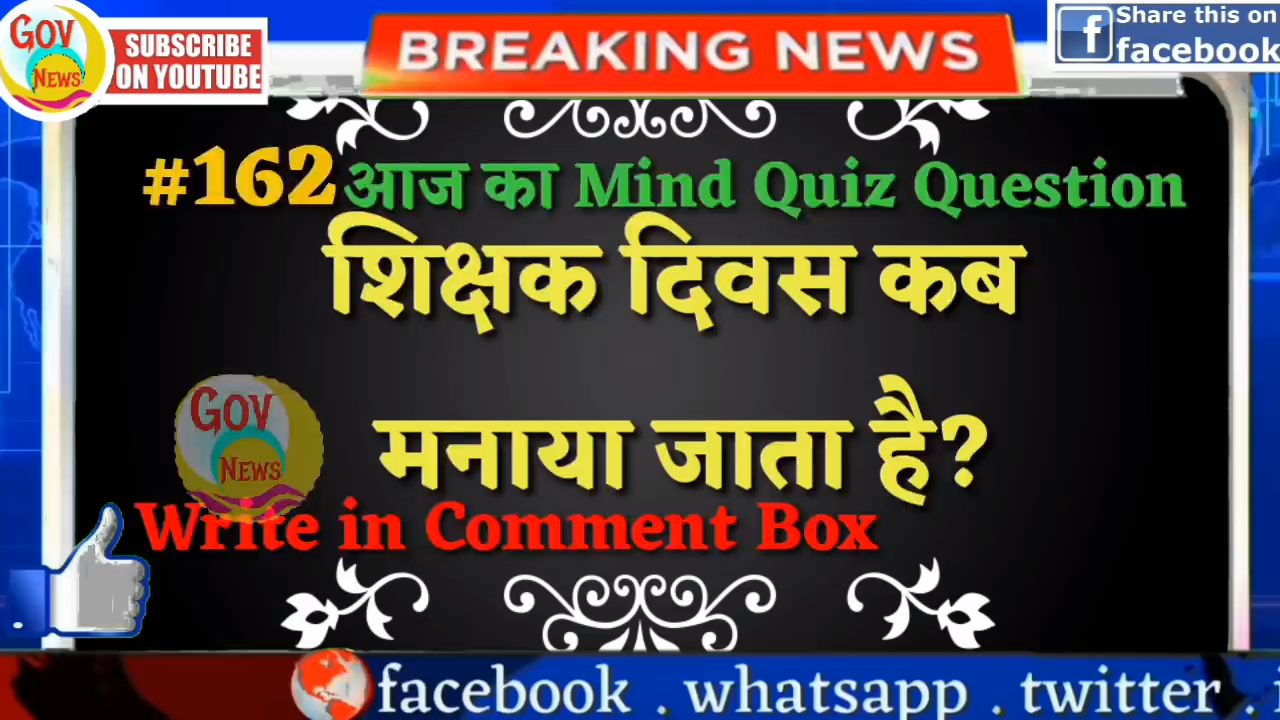 GOV
NEWS
SUBSCRIBE
ON YOUTUBE
BREAKING NEWS
Share this on
facebook
#162 आज का Mind Quiz Question
शिक्षक दिवस कब
मनाया जाता है?
GOV
NEWS
Write in Comment Box
facebook . whatsapp . twitter .